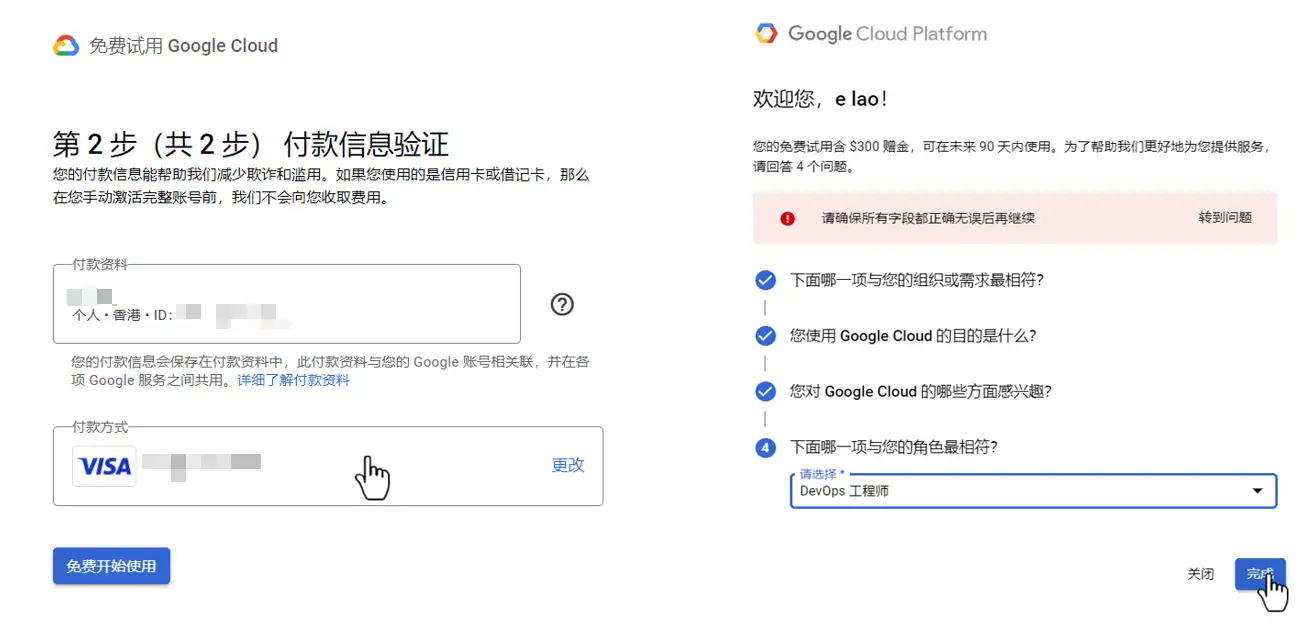 免费试用 Google Cloud
第 2 步（共 2 步） 付款信息验证
您的付款信息能帮助我们减少欺诈和滥用。如果您使用的是信用卡或借记卡，那么
在您手动激活完整账号前，我们不会向您收取费用。
付款资料
个人 • 香港 • ID:
您的付款信息会保存在付款资料中，此付款资料与您的 Google 账号相关联，并在各
项 Google 服务之间共用。详细了解付款资料
付款方式
VISA
更改
免费开始使用
Google Cloud Platform
欢迎您，e lao！
您的免费试用含 $300 赠金，可在未来 90 天内使用。为了帮助我们更好地为您提供服务，
请回答 4 个问题。
请确保所有字段都正确无误后再继续 转到问题
下面哪一项与您的组织或需求最相符？
您使用 Google Cloud 的目的是什么？
您对 Google Cloud 的哪些方面感兴趣？
4 下面哪一项与您的角色最相符？
请选择 *
DevOps 工程师
关闭 完成